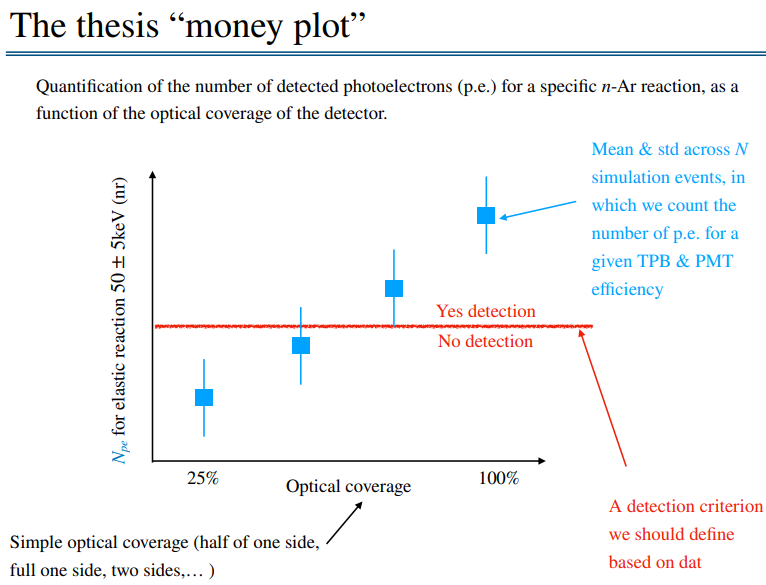 The thesis “money plot”
Quantification of the number of detected photoelectrons (p.e.) for a specific n-Ar reaction, as a
function of the optical coverage of the detector.
Mean & std across N
simulation events, in
which we count the
number of p.e. for a
given TPB & PMT
efficiency
N_pe for elastic reaction 50 ± 5keV (nr)
Yes detection
No detection
25%
100%
Optical coverage
A detection criterion
we should define
based on dat
Simple optical coverage (half of one side,
full one side, two sides,… )